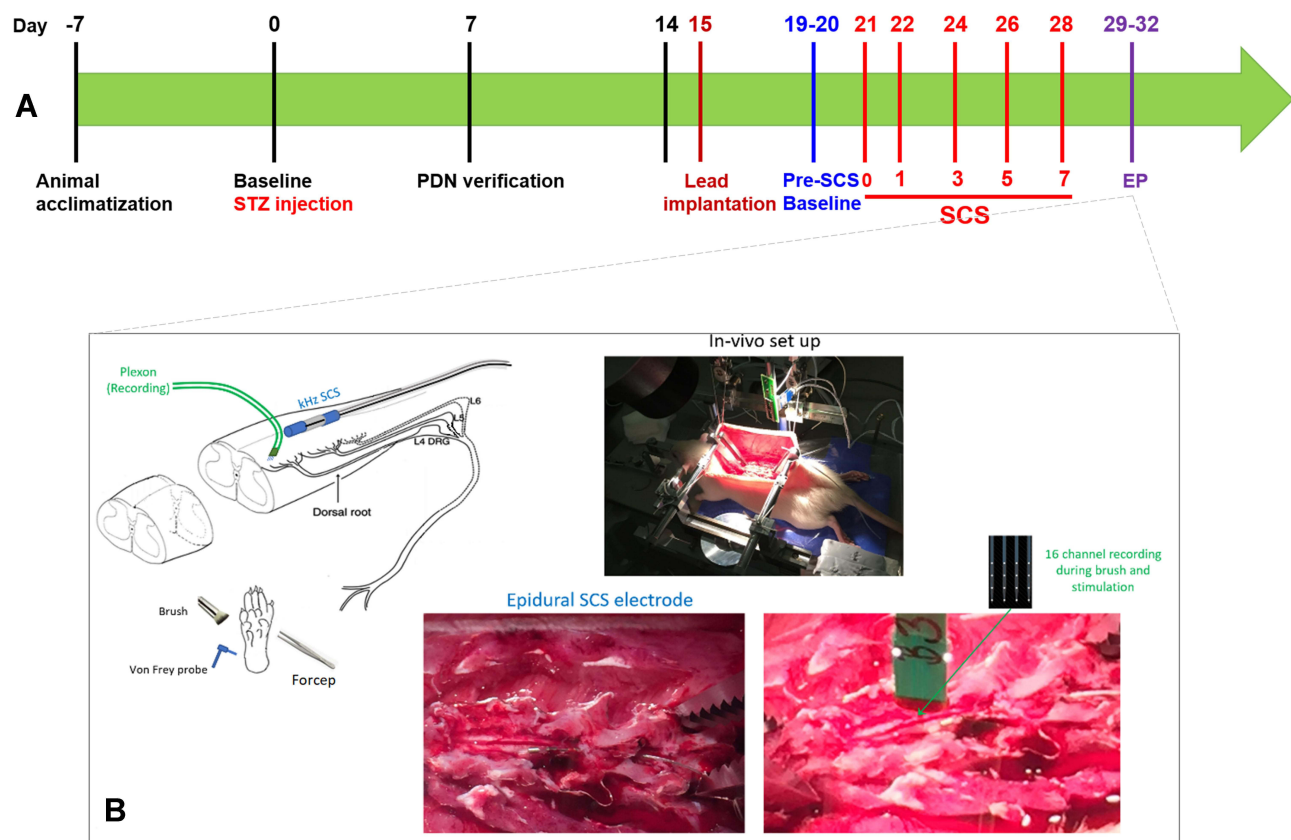 Day -7 0 7 14 15 19-20 21 22 24 26 28 29-32
A
Animal
acclimatization
Baseline
STZ injection
PDN verification
Lead
implantation
Pre-SCS
Baseline
0 1 3 5 7
SCS
EP
In-vivo set up
Plexon
(Recording)
kHz SCS
L6
L5
L4 DRG
Dorsal root
16 channel recording
during brush and
stimulation
Epidural SCS electrode
Brush
Von Frey probe
Forcep
B